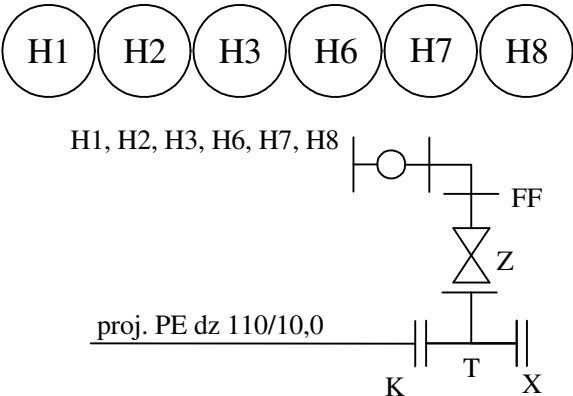 H1 H2 H3 H6 H7 H8
H1, H2, H3, H6, H7, H8
FF
Z
proj. PE dz 110/10,0
T
K X